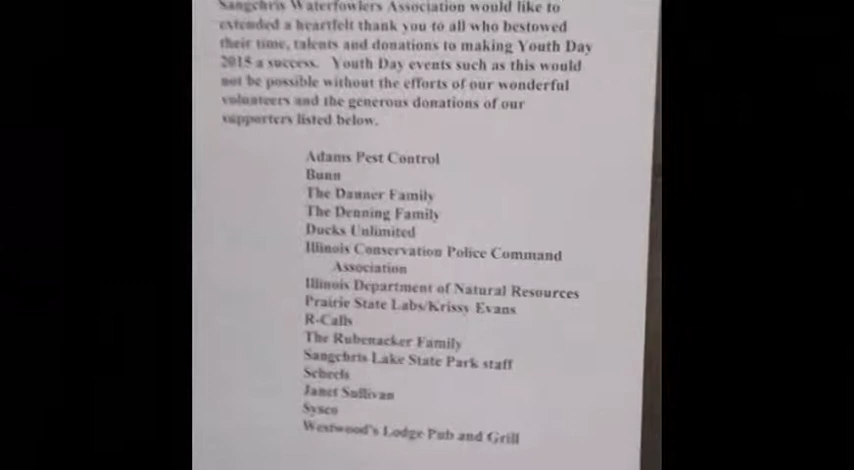 Sangchris Waterfowlers Association would like to
extended a heartfelt thank you to all who bestowed
their time, talents and donations to making Youth Day
2015 a success. Youth Day events such as this would
not be possible without the efforts of our wonderful
volunteers and the generous donations of our
supporters listed below.
Adams Pest Control
Bunn
The Danner Family
The Denning Family
Ducks Unlimited
Illinois Conservation Police Command
Association
Illinois Department of Natural Resources
Prairie State Labs/Krissy Evans
R-Calls
The Rubenacker Family
Sangchris Lake State Park staff
Scheels
Janet Sullivan
Sysco
Westwood's Lodge Pub and Grill